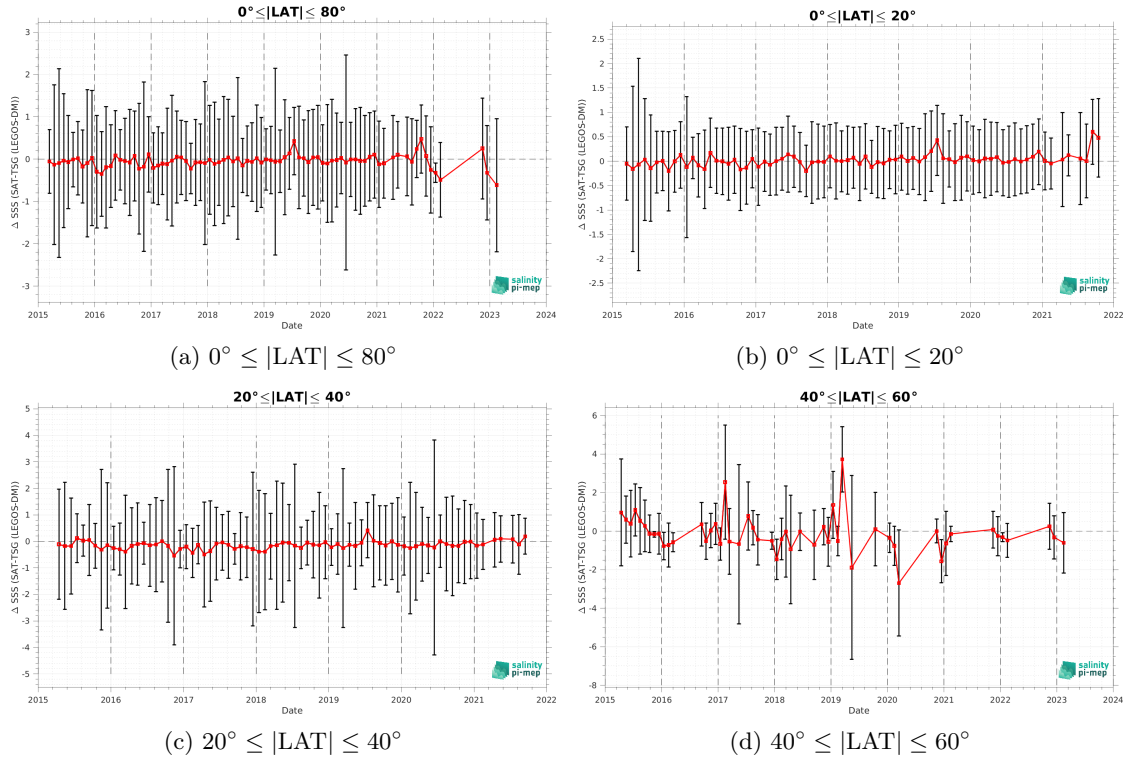 0°≤|LAT|≤ 80°
Δ SSS (SAT-TSG (LEGOS-DM))
3
2
1
0
-1
-2
-3
2015 2016 2017 2018 2019 2020 2021 2022 2023 2024
Date
salinity
pi-mep
(a) 0° ≤ |LAT| ≤ 80°
0°≤|LAT|≤ 20°
Δ SSS (SAT-TSG (LEGOS-DM))
2.5
2
1.5
1
0.5
0
-0.5
-1
-1.5
-2
-2.5
2015 2016 2017 2018 2019 2020 2021 2022
Date
salinity
pi-mep
(b) 0° ≤ |LAT| ≤ 20°
20°≤|LAT|≤ 40°
Δ SSS (SAT-TSG (LEGOS-DM))
5
4
3
2
1
0
-1
-2
-3
-4
-5
2015 2016 2017 2018 2019 2020 2021 2022
Date
salinity
pi-mep
(c) 20° ≤ |LAT| ≤ 40°
40°≤|LAT|≤ 60°
Δ SSS (SAT-TSG (LEGOS-DM))
6
4
2
0
-2
-4
-6
-8
2015 2016 2017 2018 2019 2020 2021 2022 2023 2024
Date
salinity
pi-mep
(d) 40° ≤ |LAT| ≤ 60°